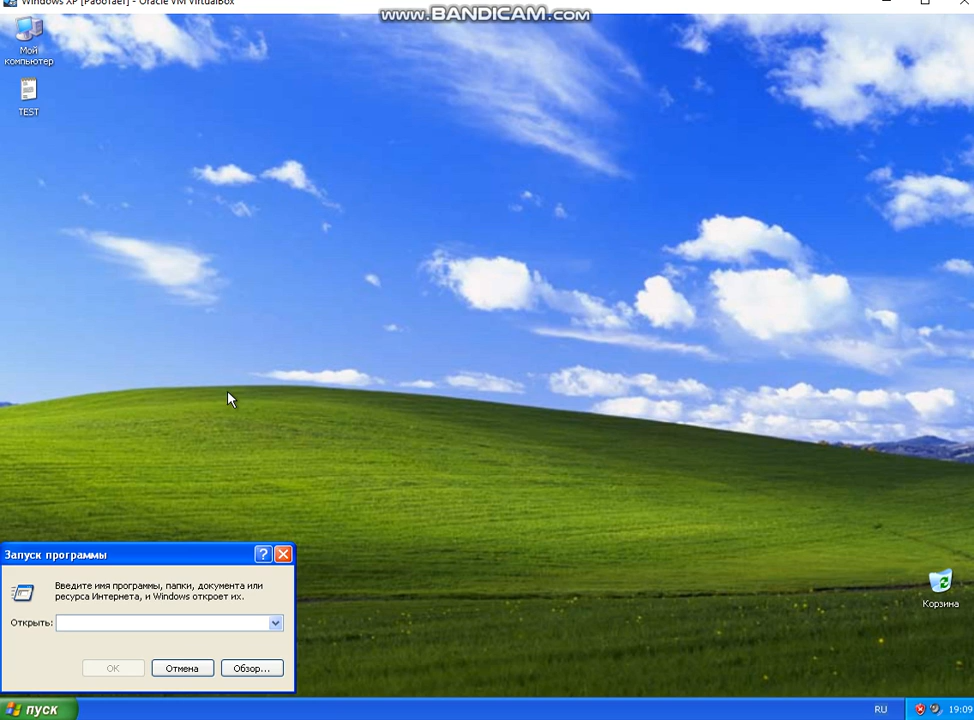 Windows XP [Работает] - Oracle VM VirtualBox
www.BANDICAM.com
Мой
компьютер
TEST
Запуск программы
Введите имя программы, папки, документа или
ресурса Интернета, и Windows откроет их.
Открыть:
OK
Отмена
Обзор...
Корзина
пуск
RU
19:09